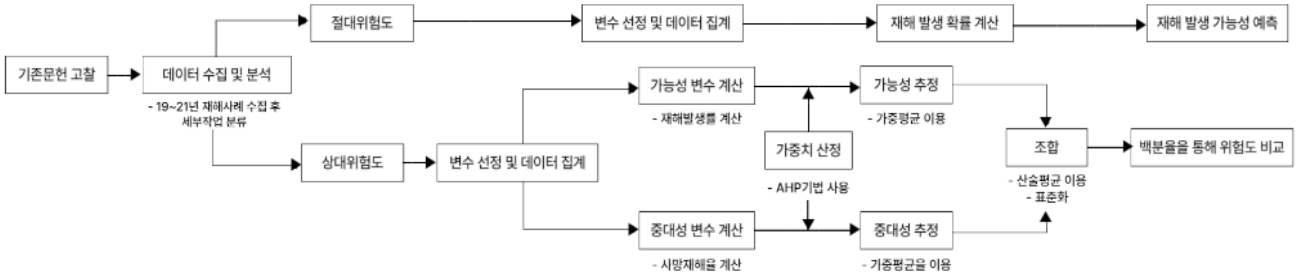 절대위험도
변수 선정 및 데이터 집계
재해 발생 확률 계산
재해 발생 가능성 예측
기존문헌 고찰
데이터 수집 및 분석
- 19~21년 재해사례 수집 후
세부작업 분류
상대위험도
변수 선정 및 데이터 집계
가능성 변수 계산
- 재해발생률 계산
가중치 산정
- AHP기법 사용
중대성 변수 계산
- 사망재해율 계산
가능성 추정
- 가중평균 이용
중대성 추정
- 가중평균을 이용
조합
- 산술평균 이용
- 표준화
백분율을 통해 위험도 비교